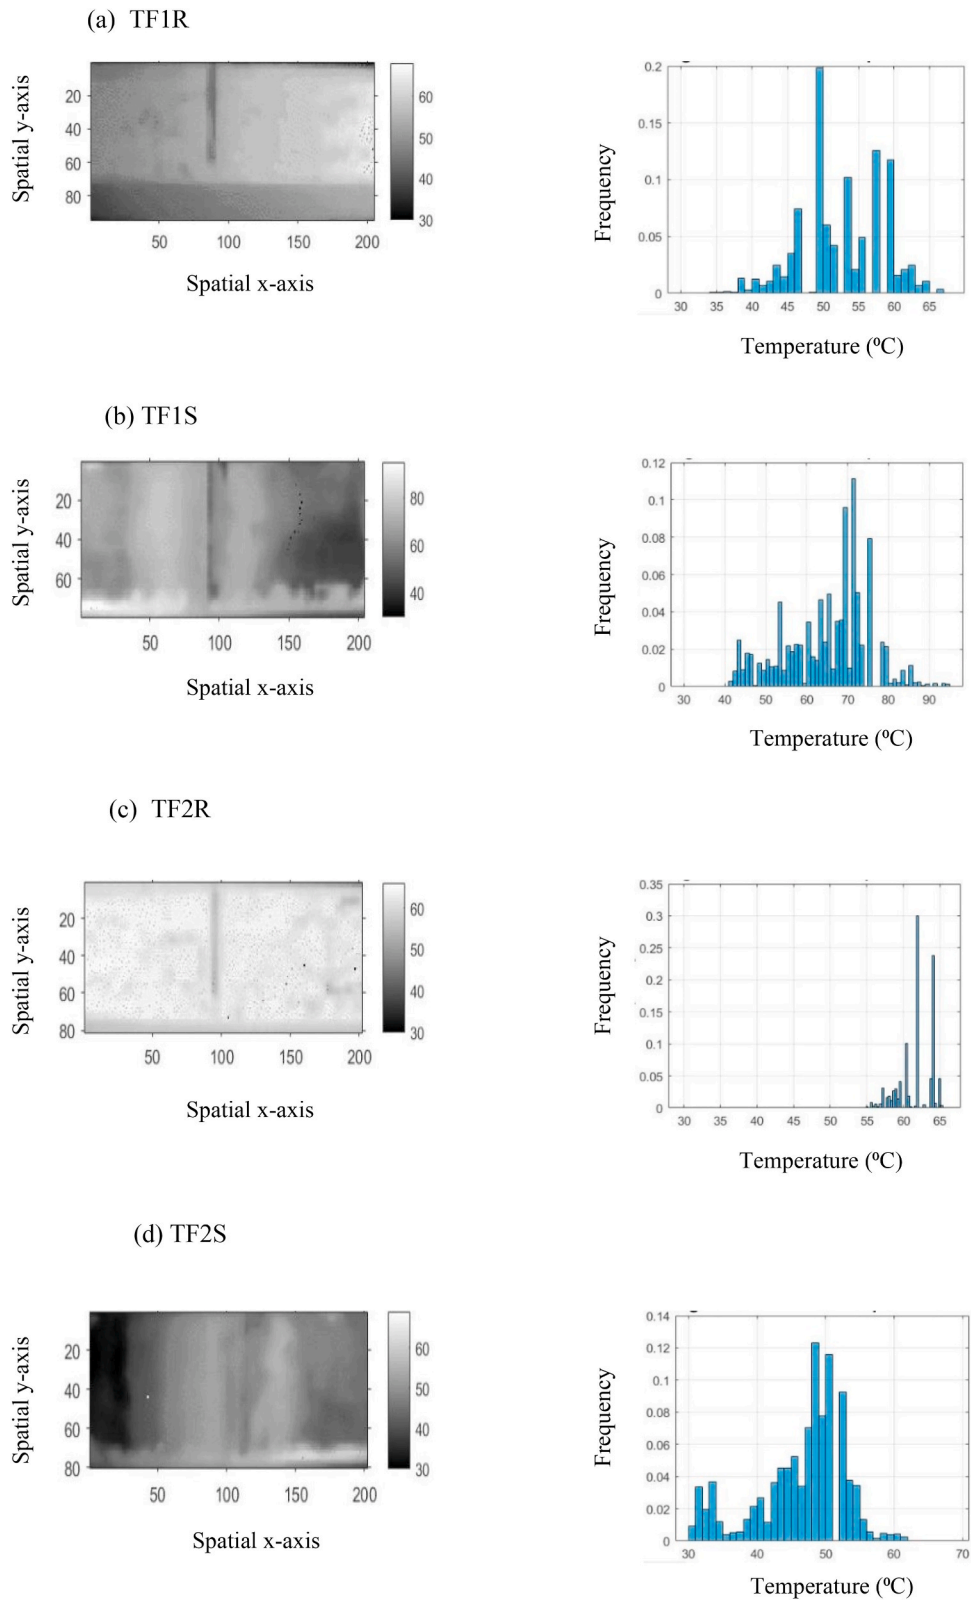 (a) TF1R
Spatial y-axis
20
40
60
80
50 100 150 200
Spatial x-axis
60
50
40
30
Frequency
0.2
0.15
0.1
0.05
0
30 35 40 45 50 55 60 65
Temperature (ºC)
(b) TF1S
Spatial y-axis
20
40
60
50 100 150 200
Spatial x-axis
80
60
40
Frequency
0.12
0.1
0.08
0.06
0.04
0.02
0
30 40 50 60 70 80 90
Temperature (ºC)
(c) TF2R
Spatial y-axis
20
40
60
80
50 100 150 200
Spatial x-axis
60
50
40
30
Frequency
0.35
0.3
0.25
0.2
0.15
0.1
0.05
0
30 35 40 45 50 55 60 65
Temperature (ºC)
(d) TF2S
Spatial y-axis
20
40
60
80
50 100 150 200
Spatial x-axis
60
50
40
30
Frequency
0.14
0.12
0.1
0.08
0.06
0.04
0.02
0
30 40 50 60 70
Temperature (ºC)